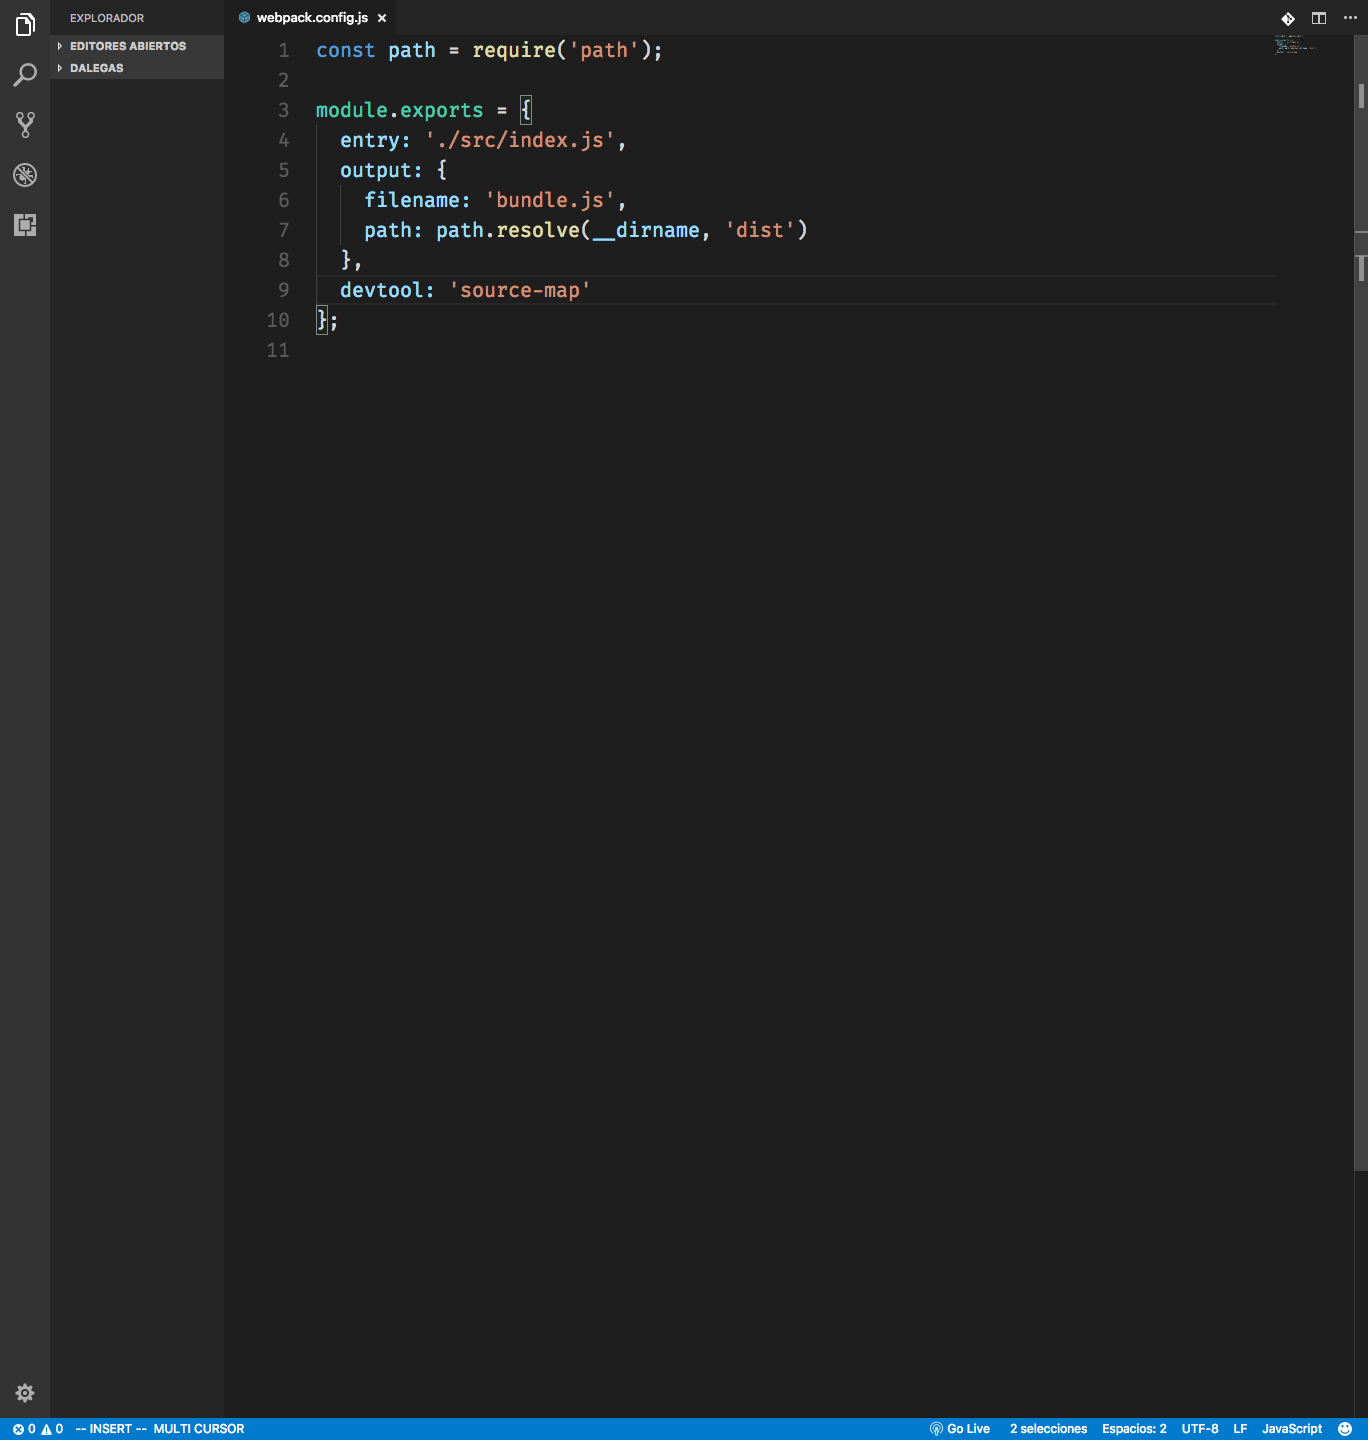 EXPLORADOR
EDITORES ABIERTOS
DALEGAS
webpack.config.js
1 const path = require('path');
2
3 module.exports = {
4   entry: './src/index.js',
5   output: {
6     filename: 'bundle.js',
7     path: path.resolve(__dirname, 'dist')
8   },
9   devtool: 'source-map'
10 };
11
0 0 -- INSERT -- MULTI CURSOR Go Live 2 selecciones Espacios: 2 UTF-8 LF JavaScript